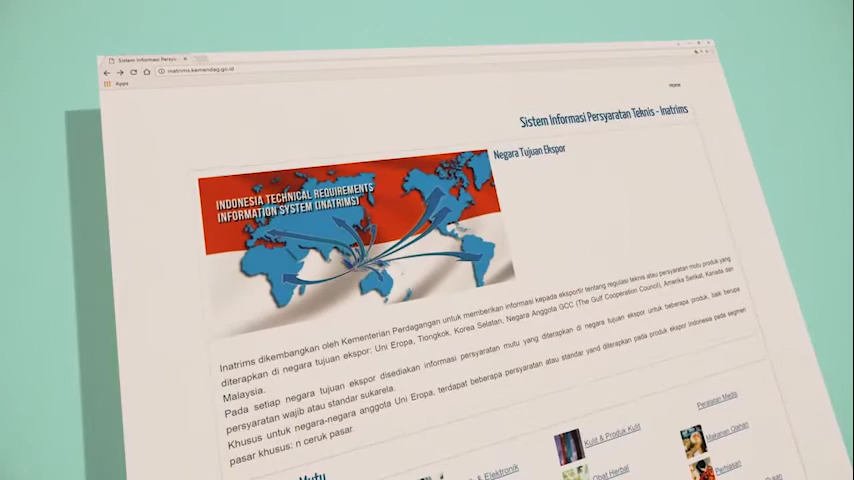 Sistem Informasi Persya
inatrims.kemendag.go.id
Apps
Home
Sistem Informasi Persyaratan Teknis - Inatrims
INDONESIA TECHNICAL REQUIREMENTS
INFORMATION SYSTEM (INATRIMS)
Negara Tujuan Ekspor
Inatrims dikembangkan oleh Kementerian Perdagangan untuk memberikan informasi kepada eksportir tentang regulasi teknis atau persyaratan mutu produk yang
diterapkan di negara tujuan ekspor: Uni Eropa, Tiongkok, Korea Selatan, Negara Anggota GCC (The Gulf Cooperation Council), Amerika Serikat, Kanada dan
Malaysia.
Pada setiap negara tujuan ekspor disediakan informasi persyaratan mutu yang diterapkan di negara tujuan ekspor untuk beberapa produk, baik berupa
persyaratan wajib atau standar sukarela.
Khusus untuk negara-negara anggota Uni Eropa, terdapat beberapa persyaratan atau standar yand diterapkan pada produk ekspor Indonesia pada segmen
pasar khusus: n ceruk pasar.
Mutu
& Elektronik
Kulit & Produk Kulit
Obat Herbal
Peralatan Medis
Makanan Olahan
Perhiasan